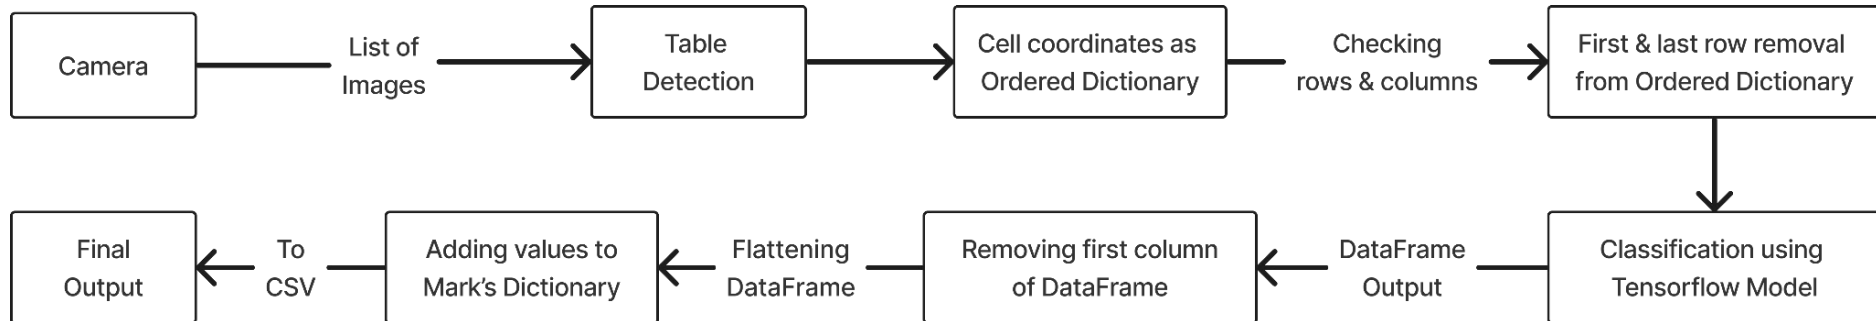 Camera
List of
Images
Table
Detection
Cell coordinates as
Ordered Dictionary
Checking
rows & columns
First & last row removal
from Ordered Dictionary
Classification using
Tensorflow Model
DataFrame
Output
Removing first column
of DataFrame
Flattening
DataFrame
Adding values to
Mark's Dictionary
To
CSV
Final
Output